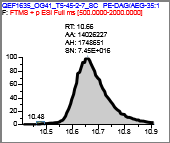 QEF1635_OG41_T5-45-2-7_SC PE-DAG/AEG-35:1
F: FTMS + p ESI Full ms [500.0000-2000.0000]
RT: 10.66
AA: 14026227
AH: 1748651
SN: 7.45E+016
100
80
60
40
20
0
10.48
10.5 10.6 10.7 10.8 10.9